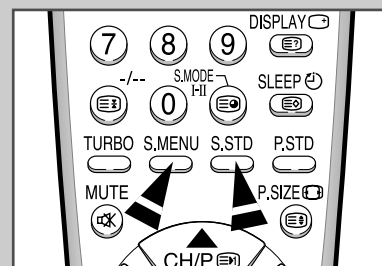 DISPLAY
7 8 9
-/-- S.MODE SLEEP
I-II
0
TURBO S.MENU S.STD P.STD
MUTE P.SIZE
CH/P